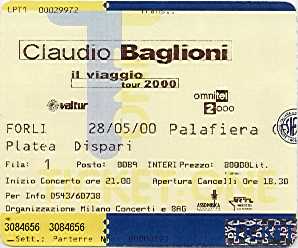 LPT1 00029972
Claudio Baglioni
il viaggio
tour 2000
valtur
omnitel
2000
FORLI 28/05/00 Palafiera
Platea Dispari
Fila: 1 Posto: 0089 INTERI Prezzo: 80000Lit.
Inizio Concerto ore 21.00 Apertura Cancelli: Ore 18.30
Per Info 0543/60738
Organizzazione Milano Concerti e BAG
3084656 3084656
Sett.: Parterre